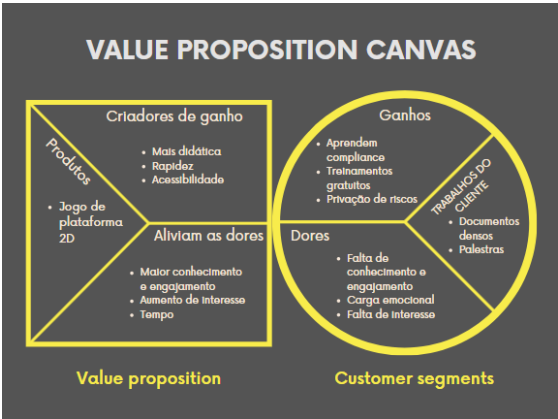 VALUE PROPOSITION CANVAS
Criadores de ganho
• Mais didática
• Rapidez
• Acessibilidade
Produtos
• Jogo de
plataforma
2D
Aliviam as dores
• Maior conhecimento
e engajamento
• Aumento de interesse
• Tempo
Ganhos
• Aprendem
compliance
• Treinamentos
gratuitos
• Privação de riscos
TRABALHOS DO
CLIENTE
• Documentos
densos
• Palestras
Dores
• Falta de
conhecimento e
engajamento
• Carga emocional
• Falta de interesse
Value proposition
Customer segments